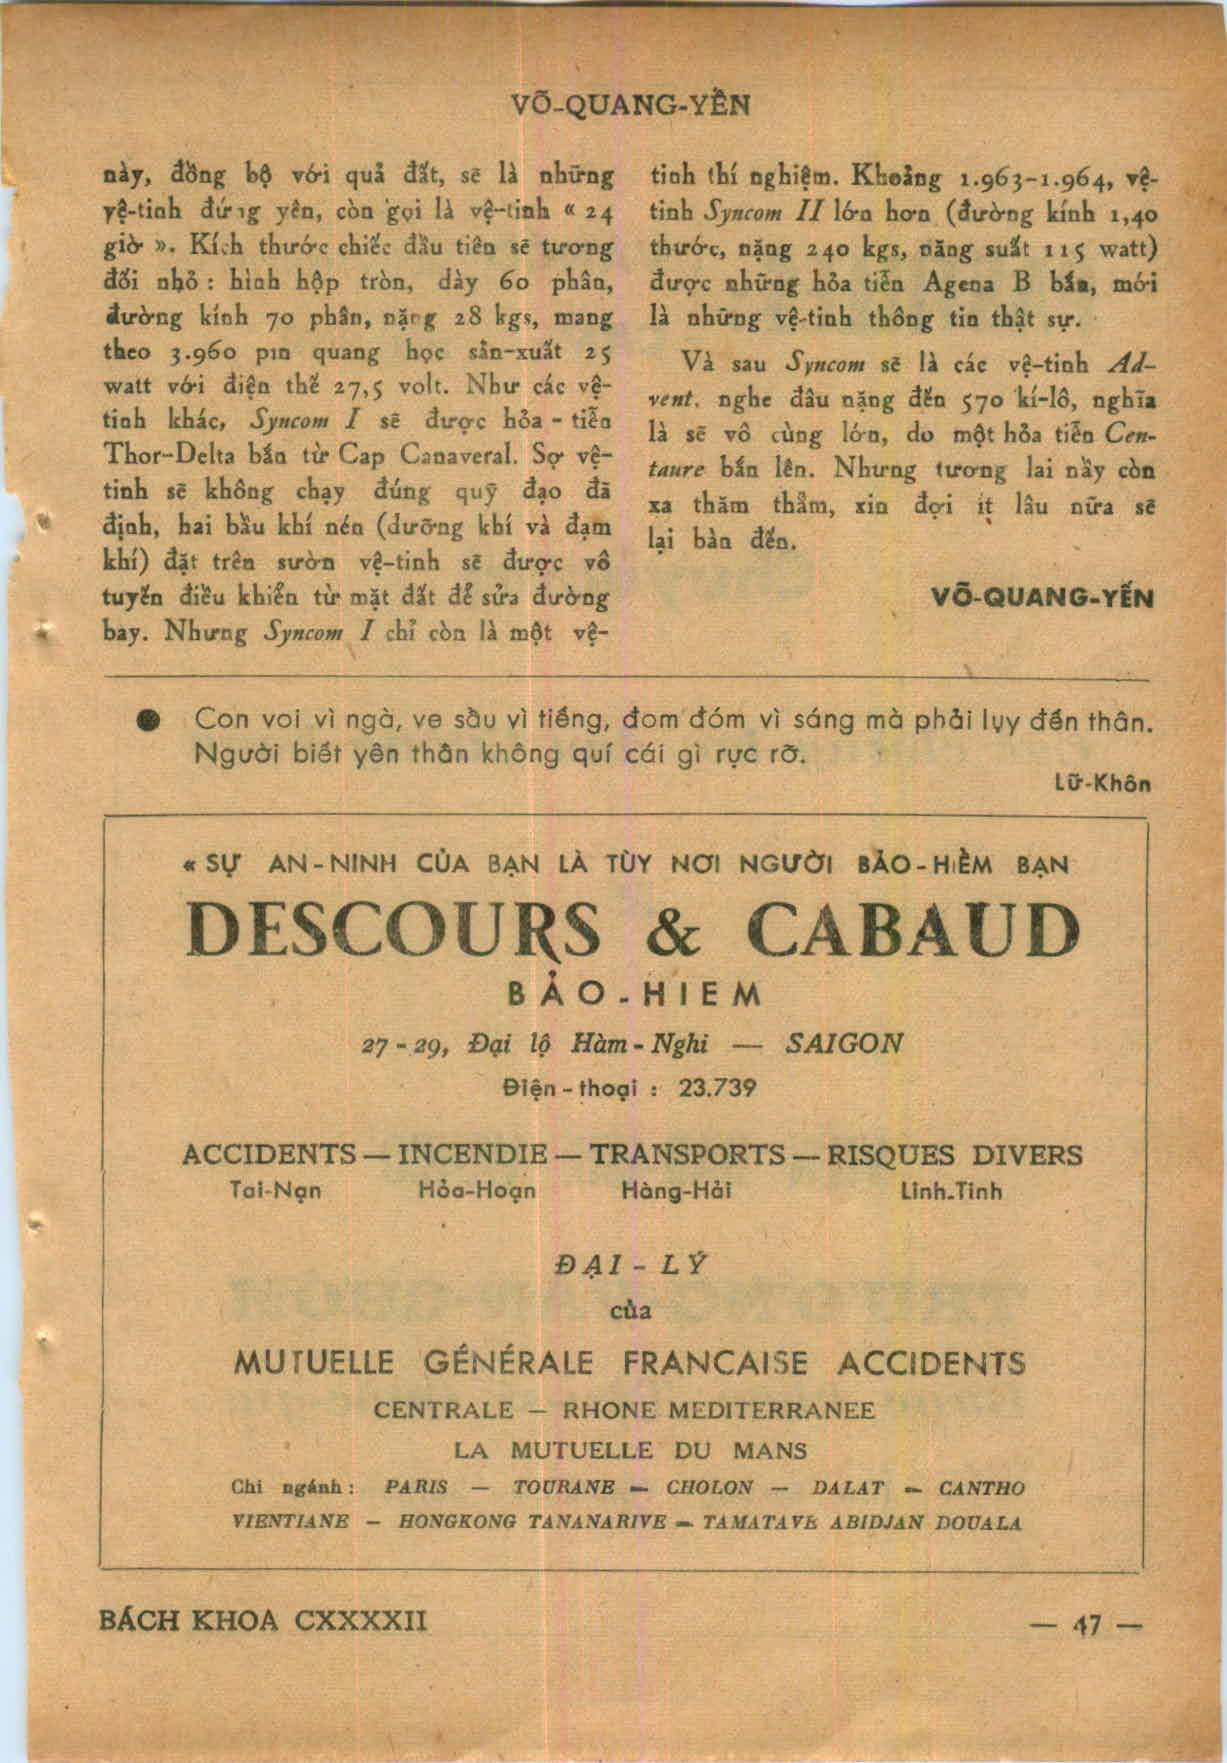 VÕ-QUANG-YẾN
này, đồng bộ với quả đất, sẽ là những
vệ-tinh đứng yên, còn gọi là vệ-tinh « 24
giờ ». Kích thước chiếc đầu tiên sẽ tương
đối nhỏ : hình hộp tròn, dày 60 phân,
đường kính 70 phân, nặng 28 kgs, mang
theo 3.960 pin quang học sản-xuất 25
watt với điện thế 27,5 volt. Như các vệ-
tinh khác, Syncom I sẽ được hỏa - tiễn
Thor-Delta bắn từ Cap Canaveral. Sợ vệ-
tinh sẽ không chạy đúng quỹ đạo đã
định, hai bầu khí nén (dưỡng khí và đạm
khí) đặt trên sườn vệ-tinh sẽ được vô
tuyến điều khiển từ mặt đất để sửa đường
bay. Nhưng Syncom I chỉ còn là một vệ-
tinh thí nghiệm. Khoảng 1.963-1.964, vệ-
tinh Syncom II lớn hơn (đường kính 1,40
thước, nặng 240 kgs, năng suất 115 watt)
được những hỏa tiễn Agena B bắn, mới
là những vệ-tinh thông tin thật sự.
Và sau Syncom sẽ là các vệ-tinh Ad-
vent. nghe đâu nặng đến 570 kí-lô, nghĩa
là sẽ vô cùng lớn, do một hỏa tiễn Cen-
taure bắn lên. Nhưng tương lai nầy còn
xa thăm thẳm, xin đợi ít lâu nữa sẽ
lại bàn đến.
VÕ-QUANG-YẾN
● Con voi vì ngà, ve sầu vì tiếng, đom đóm vì sáng mà phải lụy đến thân.
Người biết yên thân không quí cái gì rực rỡ.
Lữ-Khôn
« SỰ AN-NINH CỦA BẠN LÀ TÙY NƠI NGƯỜI BẢO-HIỂM BẠN
DESCOURS & CABAUD
BẢO-HIEM
27-29, Đại lộ Hàm-Nghi — SAIGON
Điện-thoại : 23.739
ACCIDENTS — INCENDIE — TRANSPORTS — RISQUES DIVERS
Tai-Nạn Hỏa-Hoạn Hàng-Hải Linh-Tinh
ĐẠI - LÝ
của
MUTUELLE GÉNÉRALE FRANCAISE ACCIDENTS
CENTRALE — RHONE MEDITERRANEE
LA MUTUELLE DU MANS
Chi ngánh : PARIS — TOURANE — CHOLON — DALAT — CANTHO
VIENTIANE — HONGKONG TANANARIVE — TAMATAVE ABIDJAN DOUALA
BÁCH KHOA CXXXXII
— 47 —